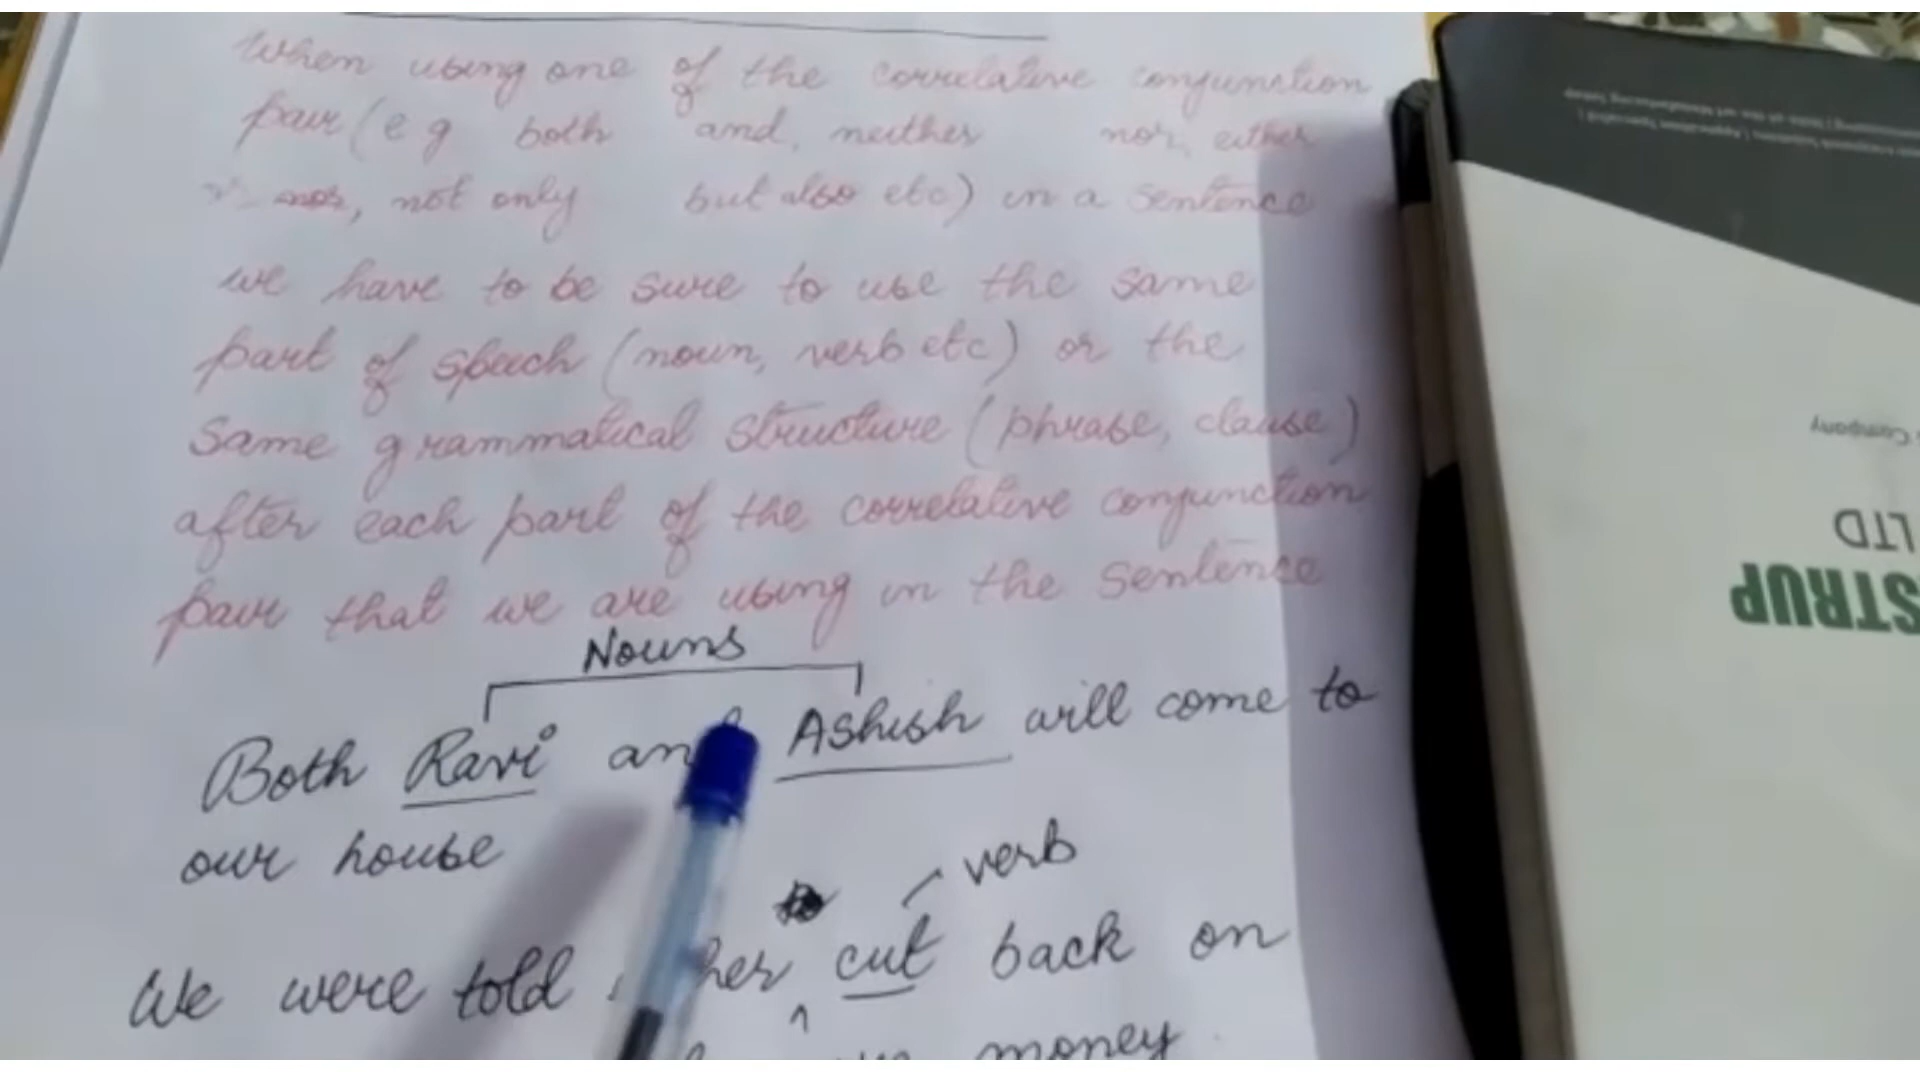 When using one of the correlative conjunction
pair (e g both and, neither nor, either
nor, not only but also etc) in a sentence
we have to be sure to use the same
part of speech (noun, verb etc) or the
same grammatical structure (phrase, clause)
after each part of the correlative conjunction
pair that we are using in the sentence
Nouns
Both Ravi and Ashish will come to
our house
verb
We were told cut back on
money
Company
LTD
STRUP